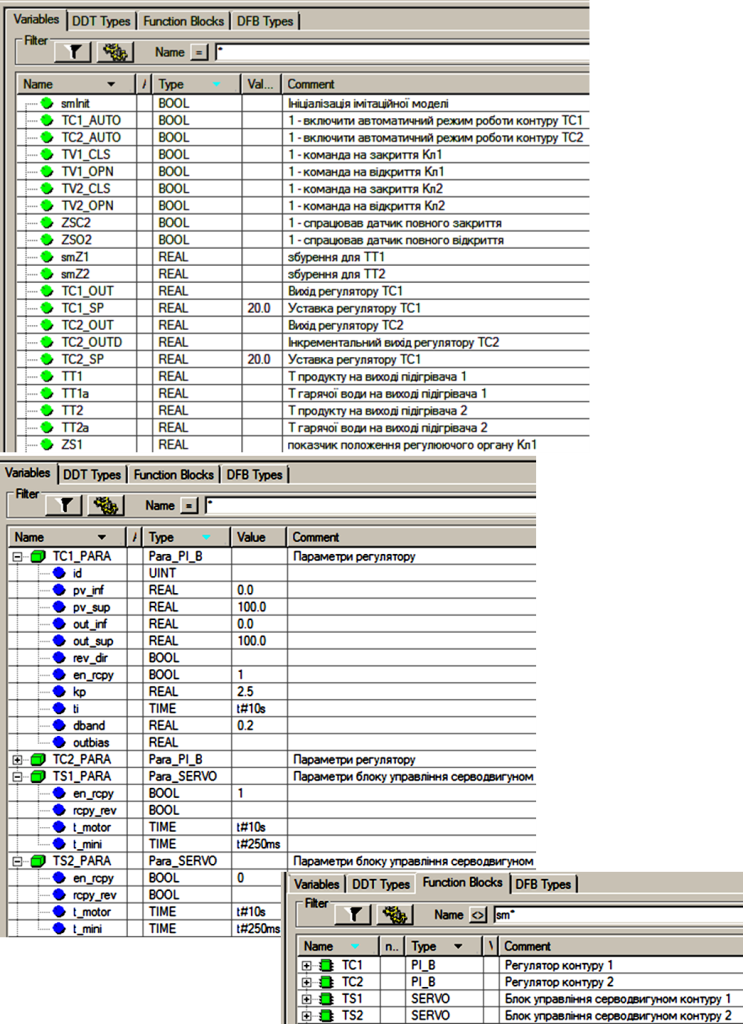 Variables DDT Types Function Blocks DFB Types
Filter
Name = *
Name / Type Val... Comment
smInit BOOL Ініціалізація імітаційної моделі
TC1_AUTO BOOL 1 - включити автоматичний режим роботи контуру TC1
TC2_AUTO BOOL 1 - включити автоматичний режим роботи контуру TC2
TV1_CLS BOOL 1 - команда на закриття Кл1
TV1_OPN BOOL 1 - команда на відкриття Кл1
TV2_CLS BOOL 1 - команда на закриття Кл2
TV2_OPN BOOL 1 - команда на відкриття Кл2
ZSC2 BOOL 1 - спрацював датчик повного закриття
ZSO2 BOOL 1 - спрацював датчик повного відкриття
smZ1 REAL збурення для TT1
smZ2 REAL збурення для TT2
TC1_OUT REAL Вихід регулятору TC1
TC1_SP REAL 20.0 Уставка регулятору TC1
TC2_OUT REAL Вихід регулятору TC2
TC2_OUTD REAL Інкрементальний вихід регулятору TC2
TC2_SP REAL 20.0 Уставка регулятору TC1
TT1 REAL Т продукту на виході підігрівача 1
TT1a REAL Т гарячої води на виході підігрівача 1
TT2 REAL Т продукту на виході підігрівача 2
TT2a REAL Т гарячої води на виході підігрівача 2
ZS1 REAL показчик положення регулюючого органу Кл1
Variables DDT Types Function Blocks DFB Types
Filter
Name = *
Name / Type Value Comment
TC1_PARA Para_PI_B Параметри регулятору
id UINT
pv_inf REAL 0.0
pv_sup REAL 100.0
out_inf REAL 0.0
out_sup REAL 100.0
rev_dir BOOL
en_rcpy BOOL 1
kp REAL 2.5
ti TIME t#10s
dband REAL 0.2
outbias REAL
TC2_PARA Para_PI_B Параметри регулятору
TS1_PARA Para_SERVO Параметри блоку управління серводвигуном
en_rcpy BOOL 1
rcpy_rev BOOL
t_motor TIME t#10s
t_mini TIME t#250ms
TS2_PARA Para_SERVO Параметри блоку управління серводвигуном
en_rcpy BOOL 0
rcpy_rev BOOL
t_motor TIME t#10s
t_mini TIME t#250ms
Variables DDT Types Function Blocks DFB Types
Filter
Name <> sm*
Name n.. Type \ Comment
TC1 PI_B Регулятор контуру 1
TC2 PI_B Регулятор контуру 2
TS1 SERVO Блок управління серводвигуном контуру 1
TS2 SERVO Блок управління серводвигуном контуру 2